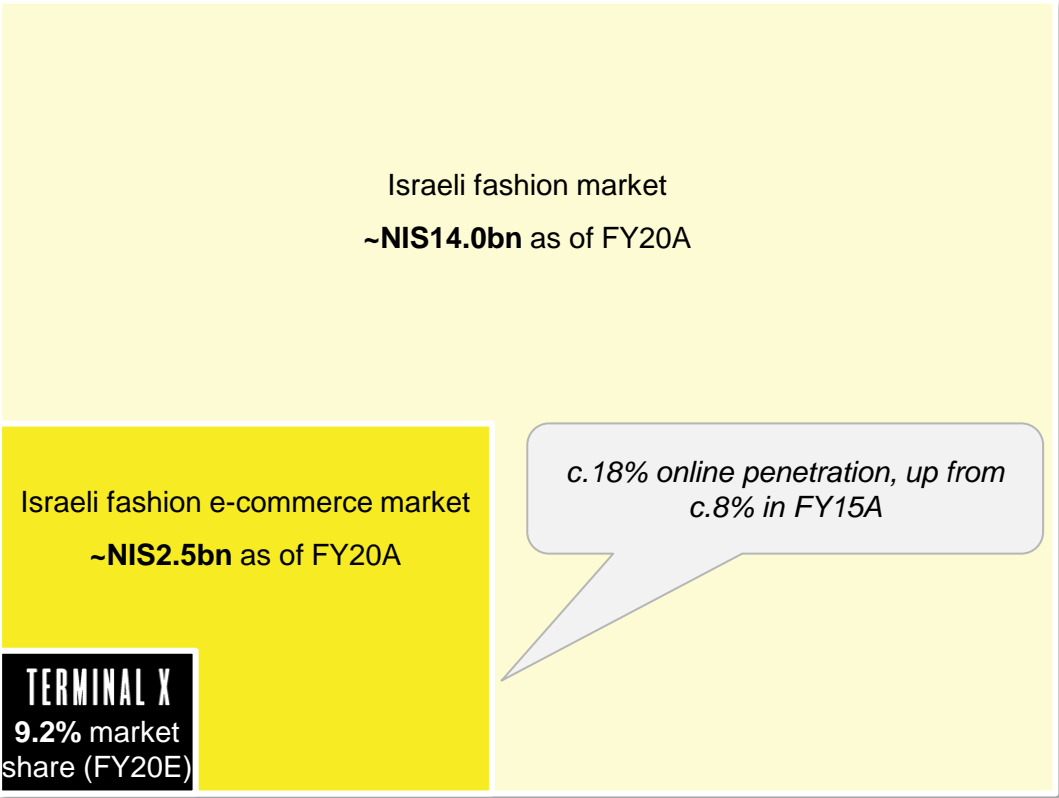 Israeli fashion market
~NIS14.0bn as of FY20A
c.18% online penetration, up from
c.8% in FY15A
Israeli fashion e-commerce market
~NIS2.5bn as of FY20A
TERMINAL X
9.2% market
share (FY20E)